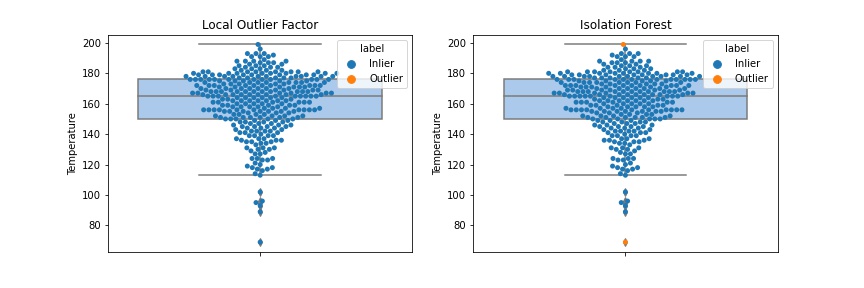 Local Outlier Factor
200
180
160
140
120
100
80
Temperature
label
Inlier
Outlier
Isolation Forest
200
180
160
140
120
100
80
Temperature
label
Inlier
Outlier